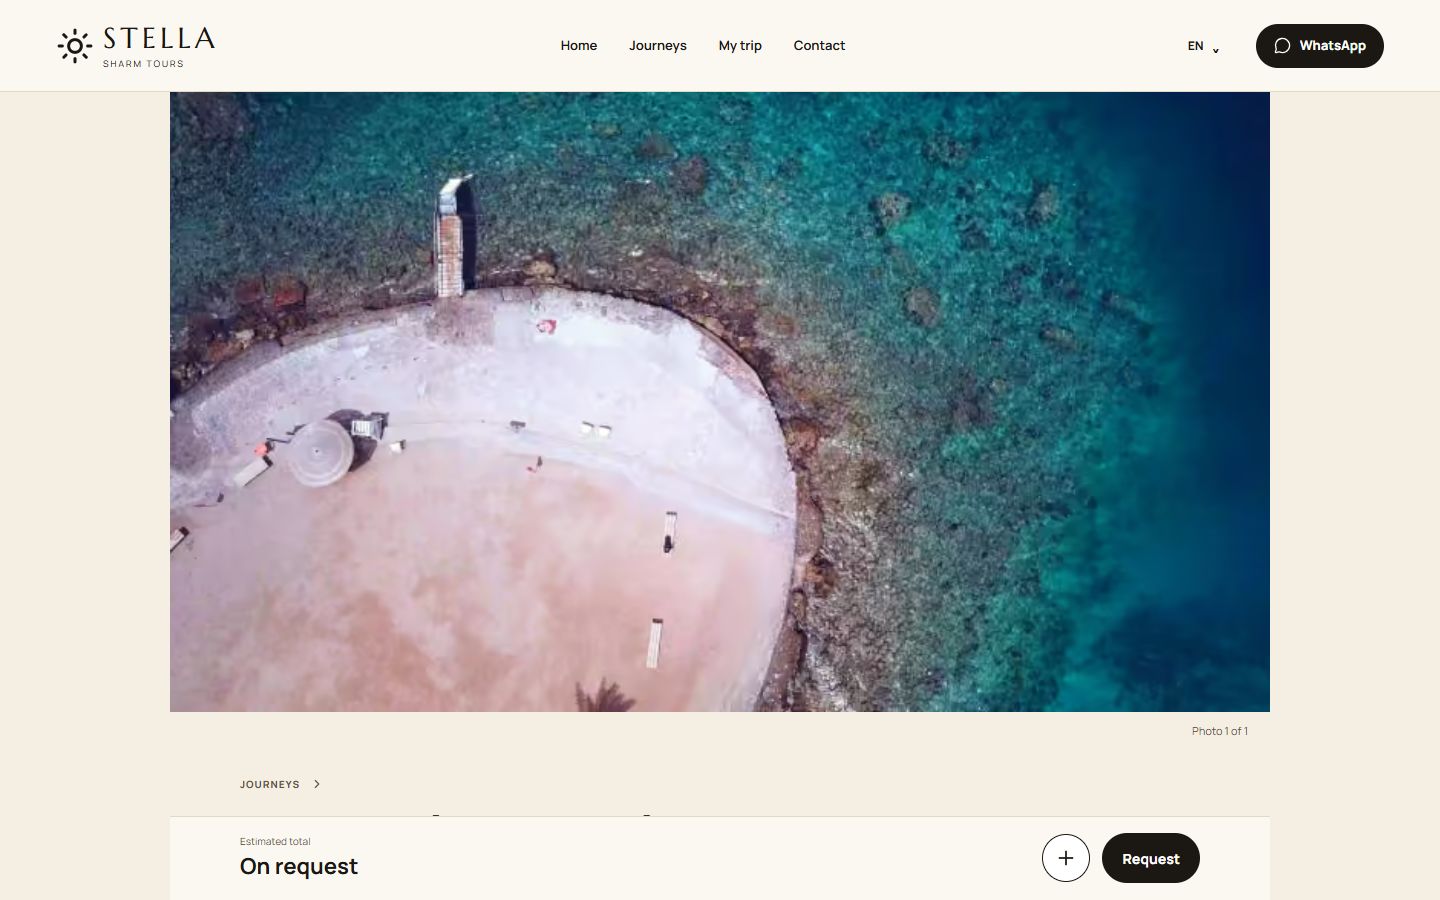 STELLA
SHARM TOURS
Home
Journeys
My trip
Contact
EN
WhatsApp
Photo 1 of 1
JOURNEYS
Estimated total
On request
Request